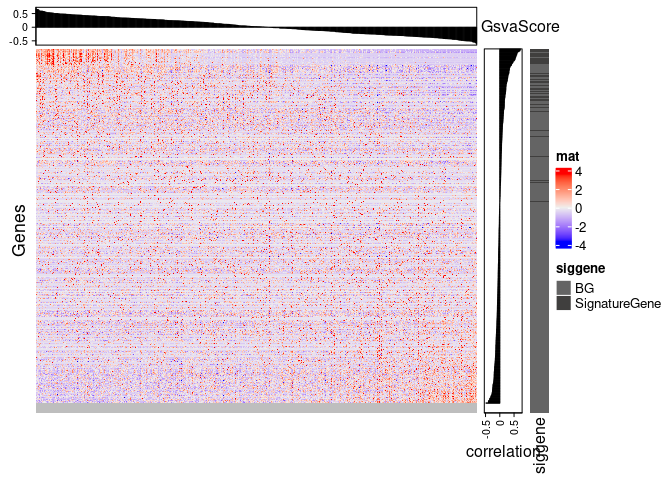 0.5
0
-0.5
GsvaScore
Genes
mat
4
2
0
-2
-4
siggene
BG
SignatureGene
-0.5
0
0.5
correlation
siggene